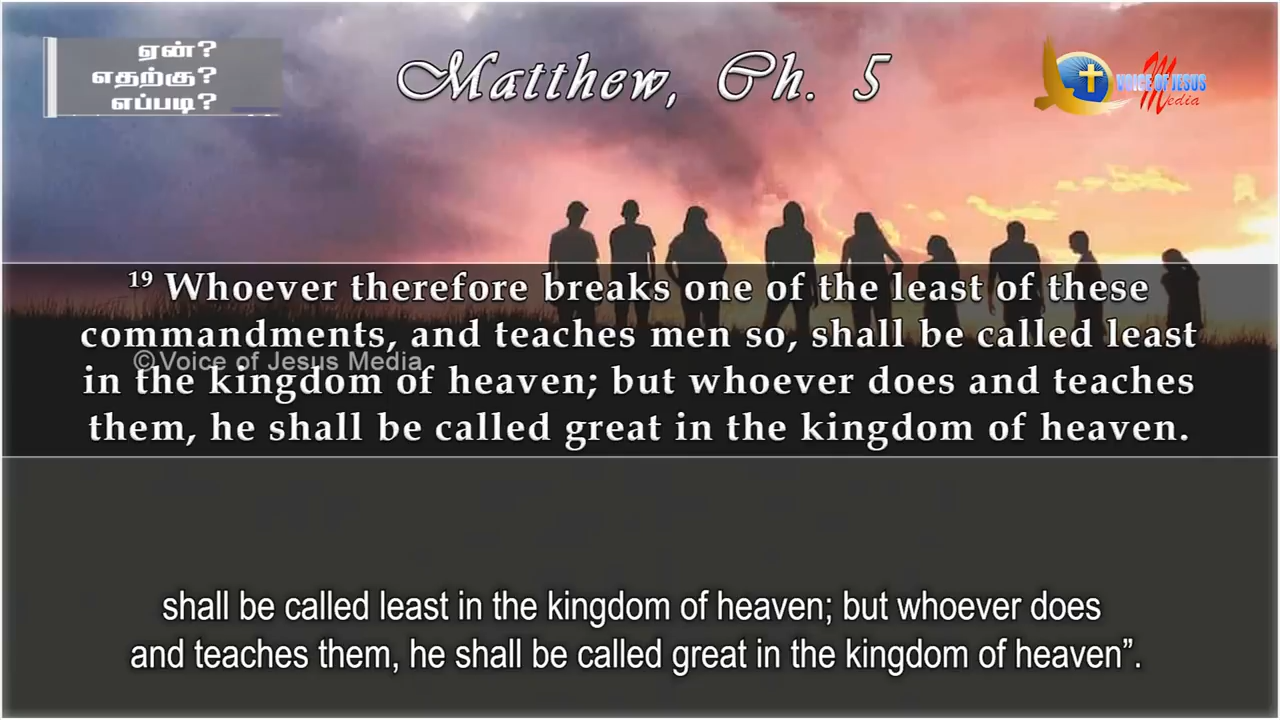 ஏன்?
எதற்கு?
எப்படி?
Matthew, Ch. 5
VOICE OF JESUS
Media
19 Whoever therefore breaks one of the least of these
commandments, and teaches men so, shall be called least
© Voice of Jesus Media
in the kingdom of heaven; but whoever does and teaches
them, he shall be called great in the kingdom of heaven.
shall be called least in the kingdom of heaven; but whoever does
and teaches them, he shall be called great in the kingdom of heaven”.